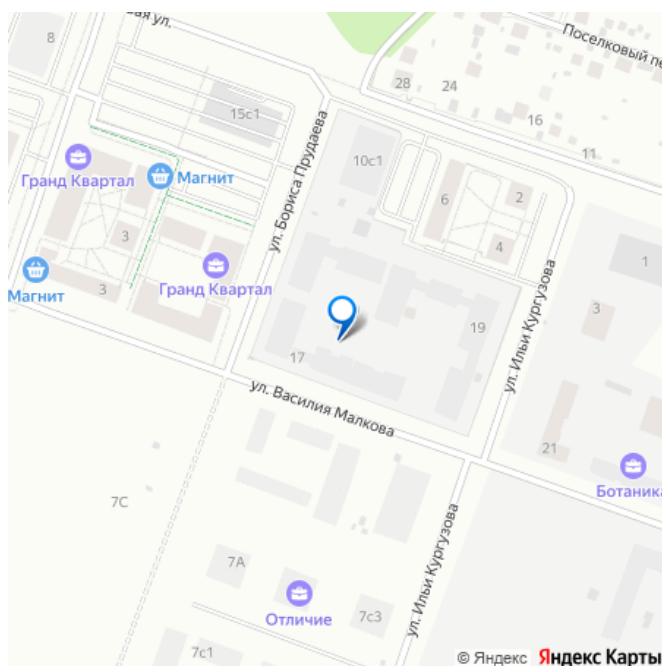 вая ул.
Поселковый пе
8
28
24
16
11
15с1
10с1
Гранд Квартал
Магнит
ул. Бориса Прудаева
6
2
3
4
ул. Ильи Кургузова
1
Магнит
3
Гранд Квартал
3
19
17
ул. Василия Малкова
21
Ботаника
7С
ул. Ильи Кургузова
7А
Отличие
7с3
7с1
© Яндекс Яндекс Карты